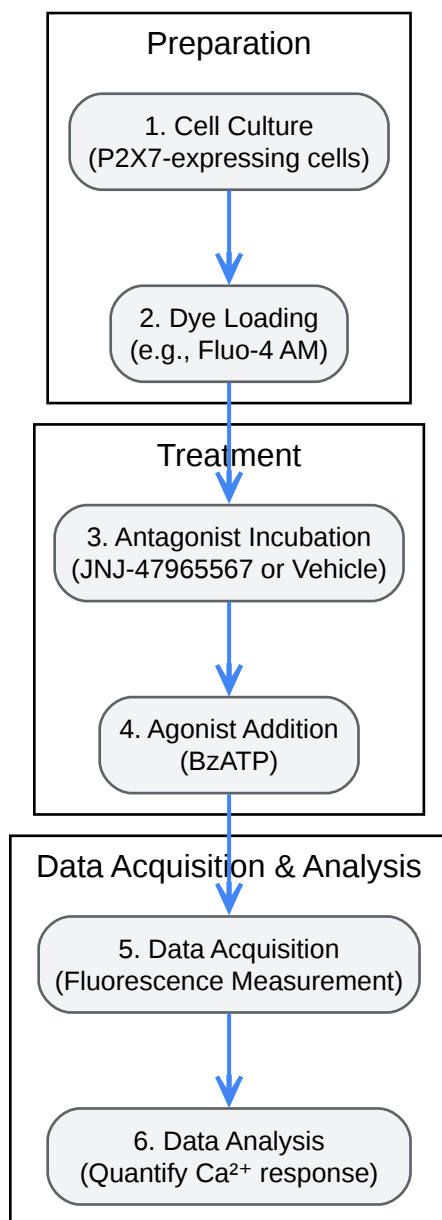 Preparation
1. Cell Culture
(P2X7-expressing cells)
2. Dye Loading
(e.g., Fluo-4 AM)
Treatment
3. Antagonist Incubation
(JNJ-47965567 or Vehicle)
4. Agonist Addition
(BzATP)
Data Acquisition & Analysis
5. Data Acquisition
(Fluorescence Measurement)
6. Data Analysis
(Quantify Ca²⁺ response)